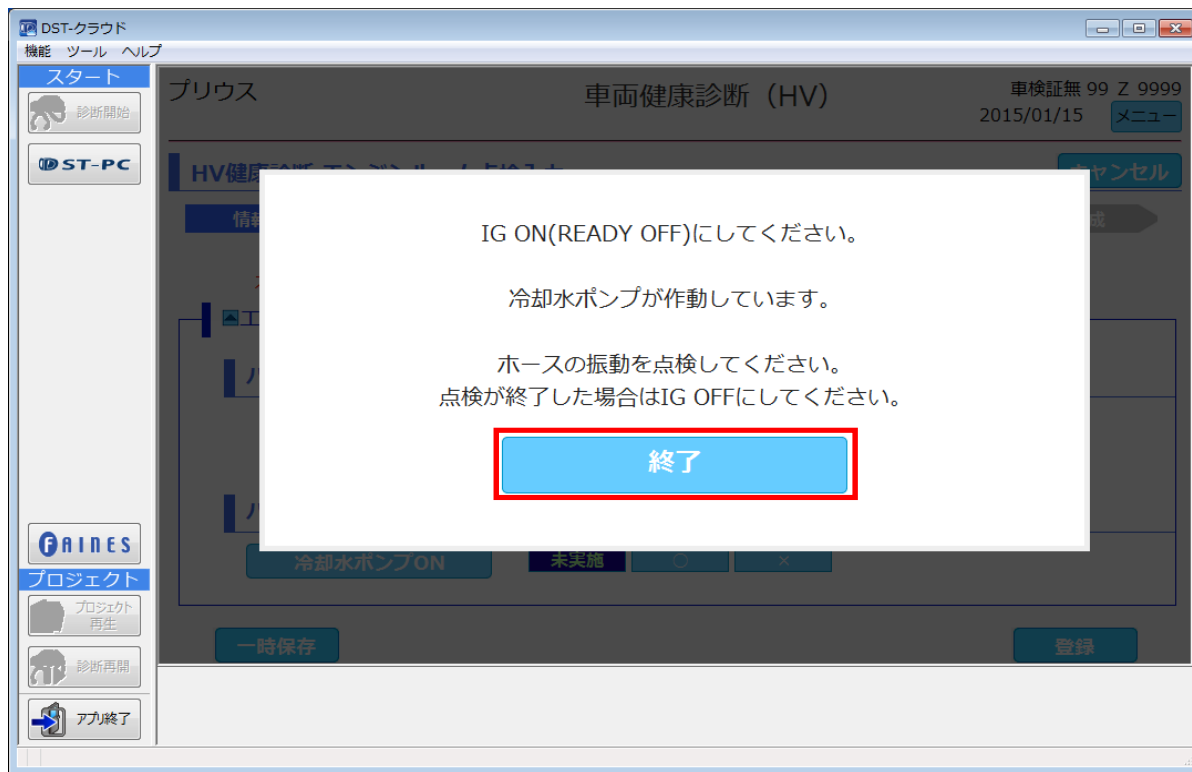 DST-クラウド
機能 ツール ヘルプ
スタート
診断開始
DST-PC
FAINES
プロジェクト
プロジェクト
再生
診断再開
アプリ終了
プリウス
車両健康診断（HV）
車検証無 99 Z 9999
2015/01/15
メニュー
キャンセル
IG ON(READY OFF)にしてください。
冷却水ポンプが作動しています。
ホースの振動を点検してください。
点検が終了した場合はIG OFFにしてください。
終了
冷却水ポンプON
未実施
○
×
一時保存
登録